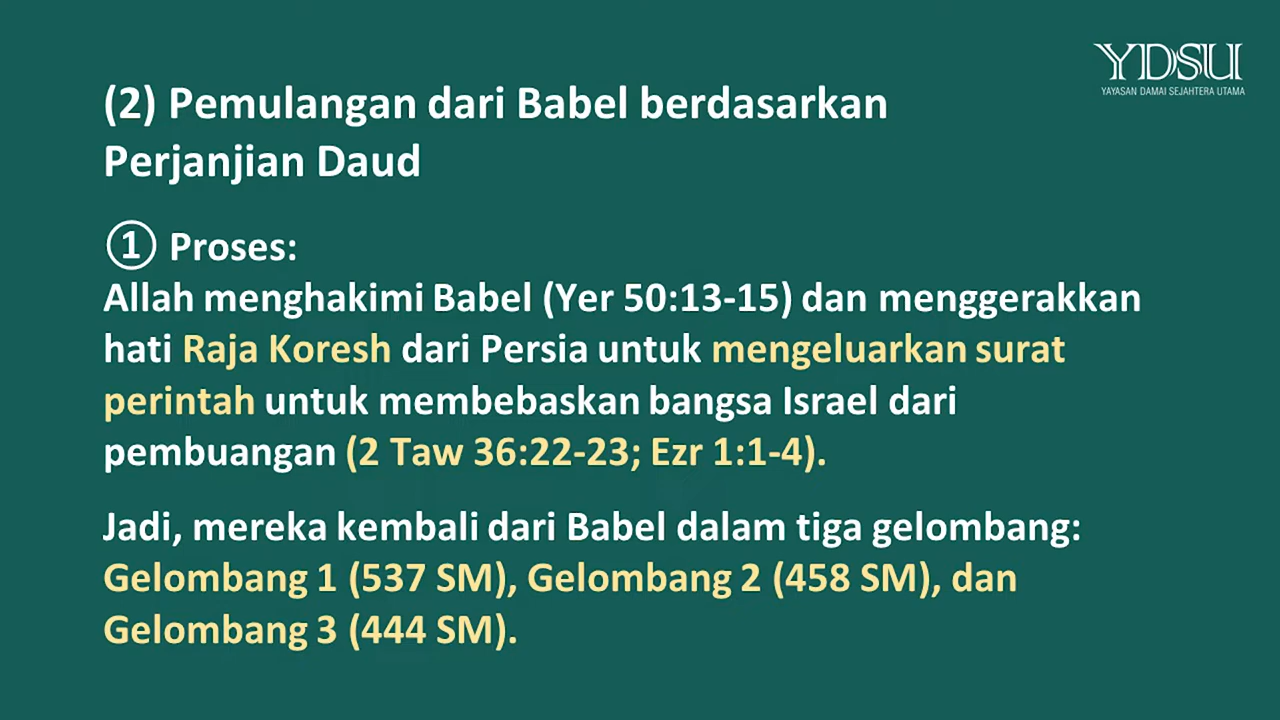 YDSU
YAYASAN DAMAI SEJAHTERA UTAMA
(2) Pemulangan dari Babel berdasarkan
Perjanjian Daud
① Proses:
Allah menghakimi Babel (Yer 50:13-15) dan menggerakkan
hati Raja Koresh dari Persia untuk mengeluarkan surat
perintah untuk membebaskan bangsa Israel dari
pembuangan (2 Taw 36:22-23; Ezr 1:1-4).
Jadi, mereka kembali dari Babel dalam tiga gelombang:
Gelombang 1 (537 SM), Gelombang 2 (458 SM), dan
Gelombang 3 (444 SM).